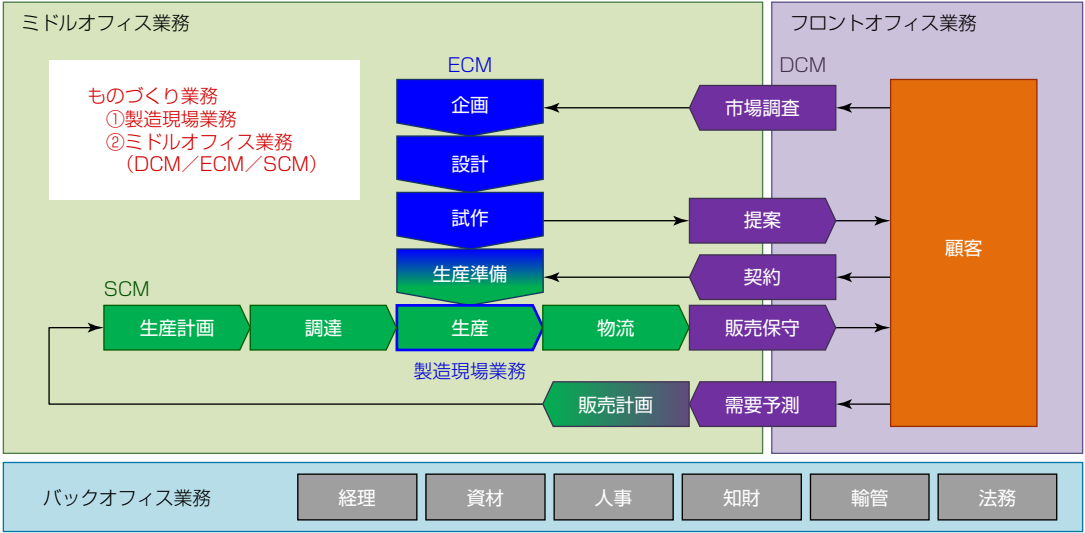 ミドルオフィス業務
フロントオフィス業務
ものづくり業務
①製造現場業務
②ミドルオフィス業務
（DCM／ECM／SCM）
ECM
DCM
企画
市場調査
設計
試作
提案
顧客
生産準備
契約
SCM
生産計画
調達
生産
物流
販売保守
製造現場業務
販売計画
需要予測
バックオフィス業務
経理
資材
人事
知財
輸管
法務